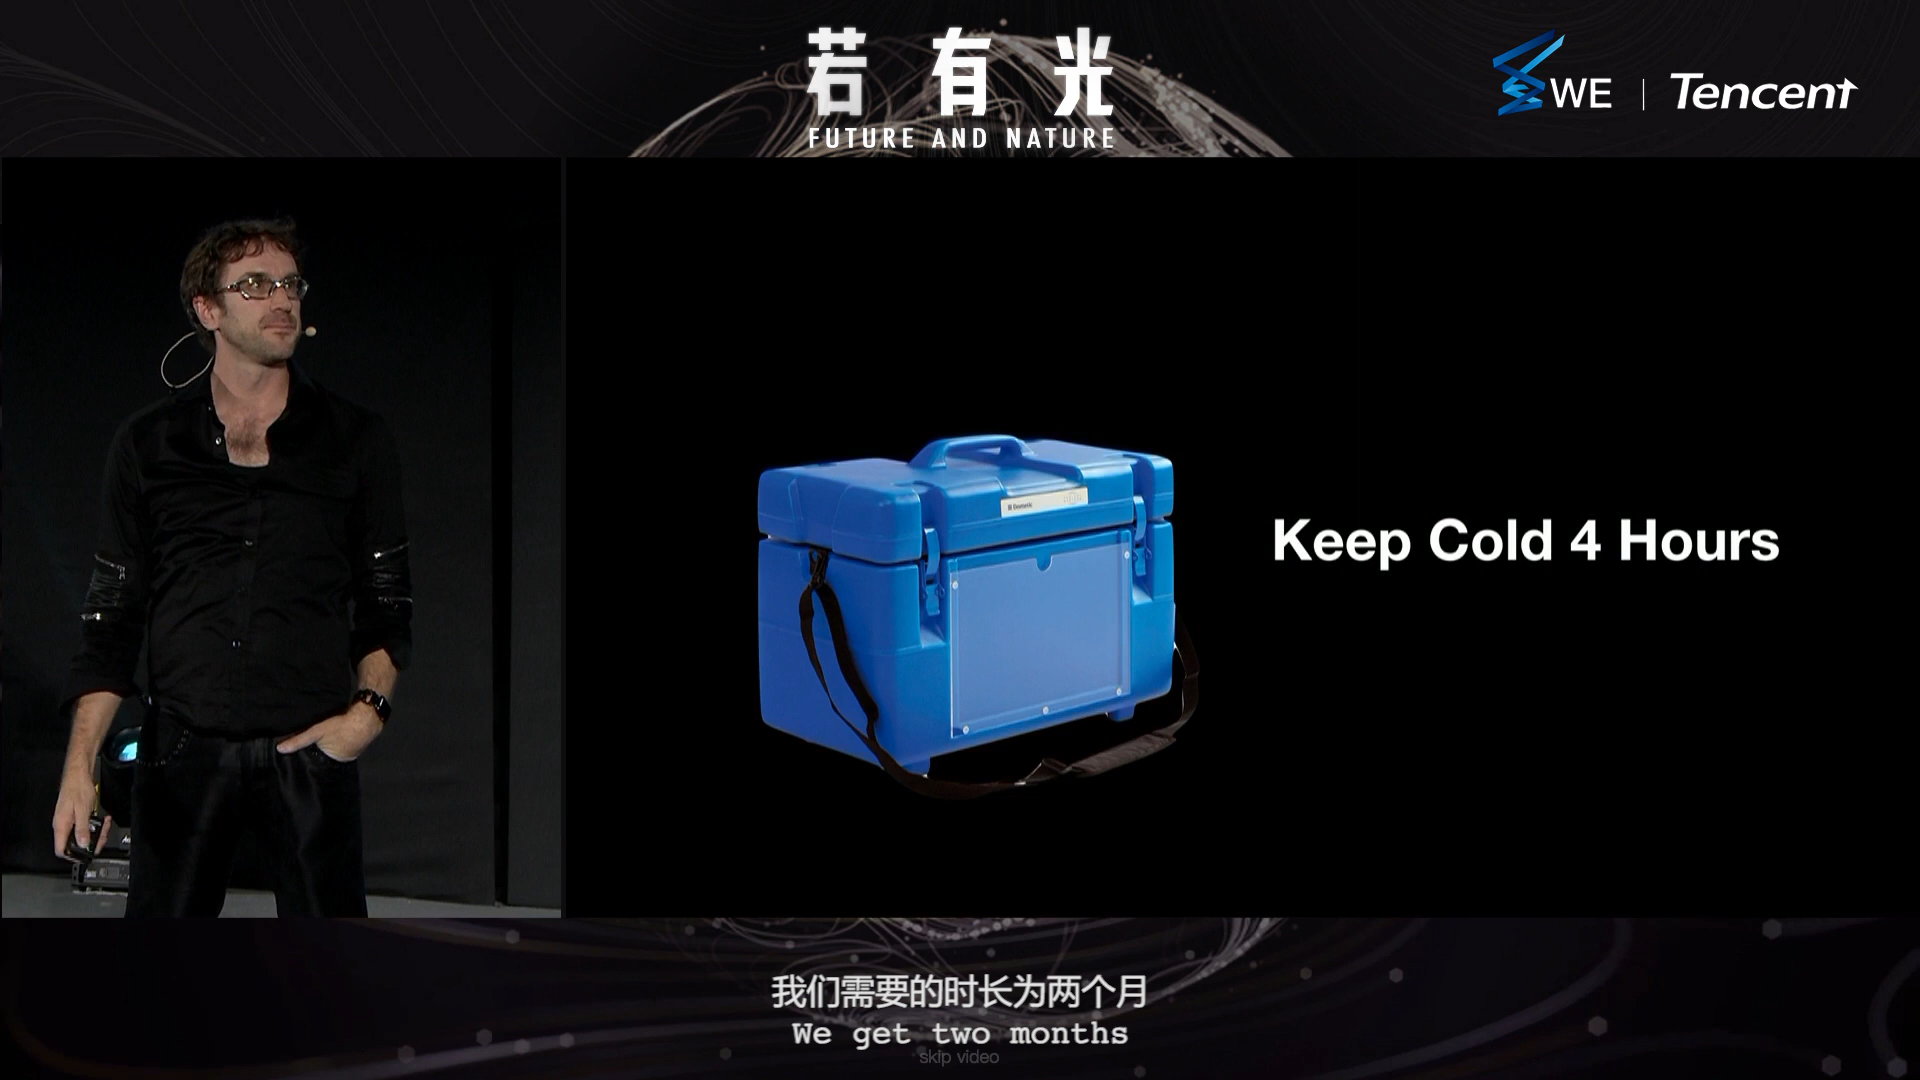 若有光
FUTURE AND NATURE
WE | Tencent
Dometic
Keep Cold 4 Hours
我们需要的时长为两个月
We get two months
skip video